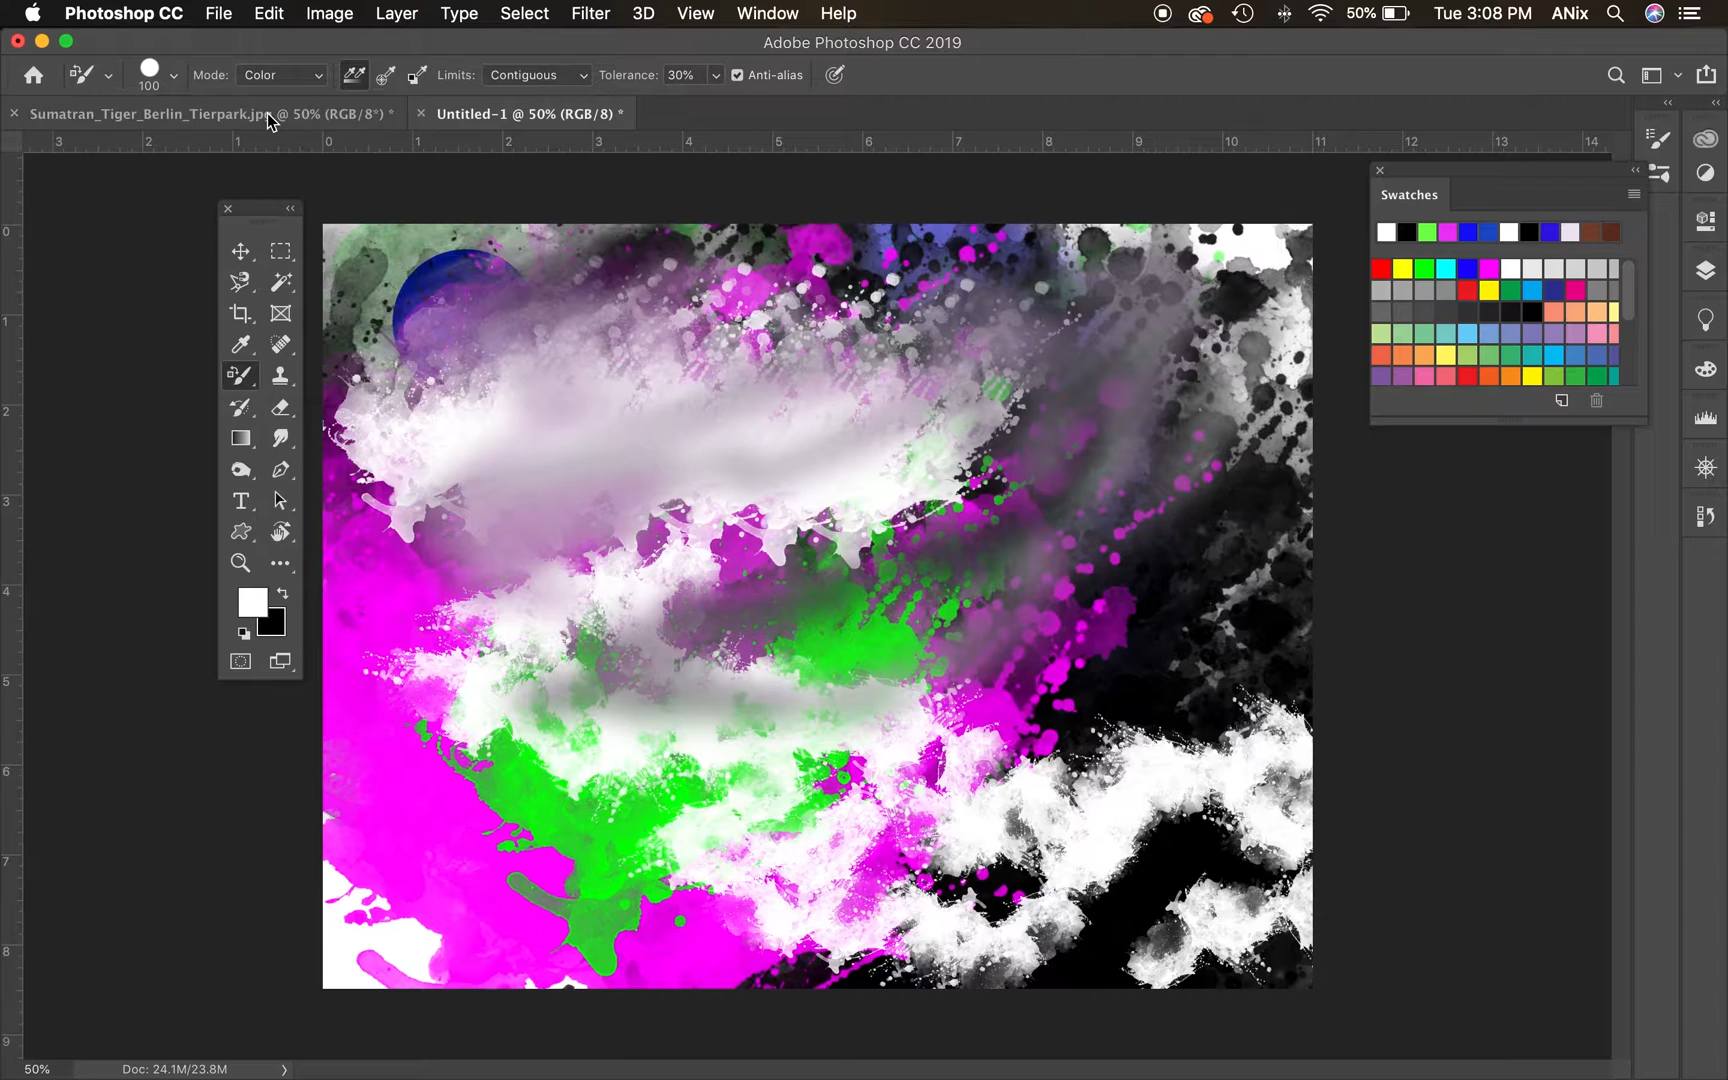 Photoshop CC File Edit Image Layer Type Select Filter 3D View Window Help 50% Tue 3:08 PM ANix
Adobe Photoshop CC 2019
100 Mode: Color Limits: Contiguous Tolerance: 30% Anti-alias
Sumatran_Tiger_Berlin_Tierpark.jpg @ 50% (RGB/8*) * Untitled-1 @ 50% (RGB/8) *
3 2 1 0 1 2 3 4 5 6 7 8 9 10 11 12 13 14
Swatches
0
1
2
3
4
5
6
7
8
9
T
50% Doc: 24.1M/23.8M